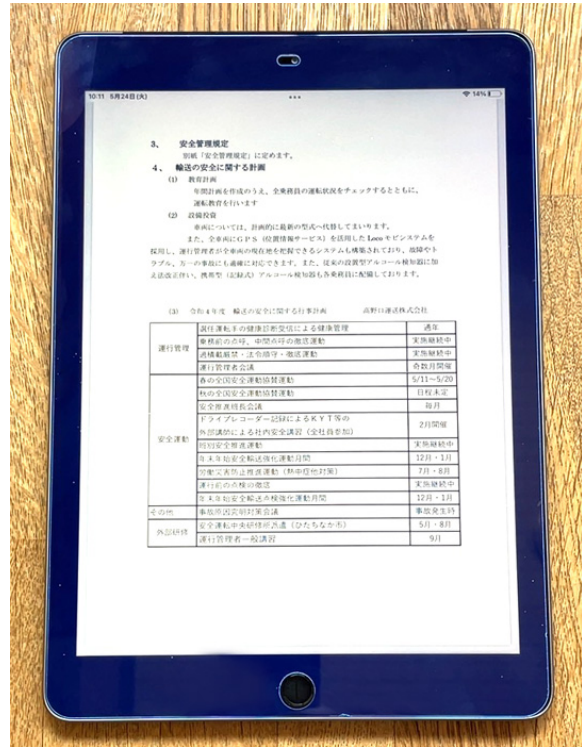 10:11 5月24日(火)
14%
3、 安全管理規定
別紙「安全管理規定」に定めます。
4、 輸送の安全に関する計画
(1) 教育計画
年間計画を作成のうえ、全乗務員の運転状況をチェックするとともに、
運転教育を行います
(2) 設備投資
車両については、計画的に最新の型式へ代替してまいります。
また、全車両にGPS(位置情報サービス)を活用したLocoモビシステムを
採用し、運行管理者が全車両の現在地を把握できるシステムも構築されており、故障やト
ラブル、万一の事故にも適確に対応できます。また、従来の設置型アルコール検知器に加
え法改正伴い、携帯型(記録式)アルコール検知器も各乗務員に配備しております。
(3) 令和4年度 輸送の安全に関する行事計画 高野口運送株式会社
運行管理
選任運転手の健康診断受信による健康管理 通年
乗務前の点呼、中間点呼の徹底運動 実施継続中
過積載厳禁・法令順守・徹底運動 実施継続中
運行管理者会議 奇数月開催
安全運動
春の全国安全運動協賛運動 5/11～5/20
秋の全国安全運動協賛運動 日程未定
安全推進班長会議 毎月
ドライブレコーダー記録によるKYT等の
外部講師による社内安全講習(全社員参加) 2月開催
特別安全推進運動 実施継続中
年末年始安全輸送強化運動月間 12月・1月
労働災害防止推進運動(熱中症他対策) 7月・8月
運行前の点検の徹底 実施継続中
年末年始安全輸送点検強化運動月間 12月・1月
その他 事故原因究明対策会議 事故発生時
外部研修
安全運転中央研修所派遣(ひたちなか市) 5月・8月
運行管理者一般講習 9月